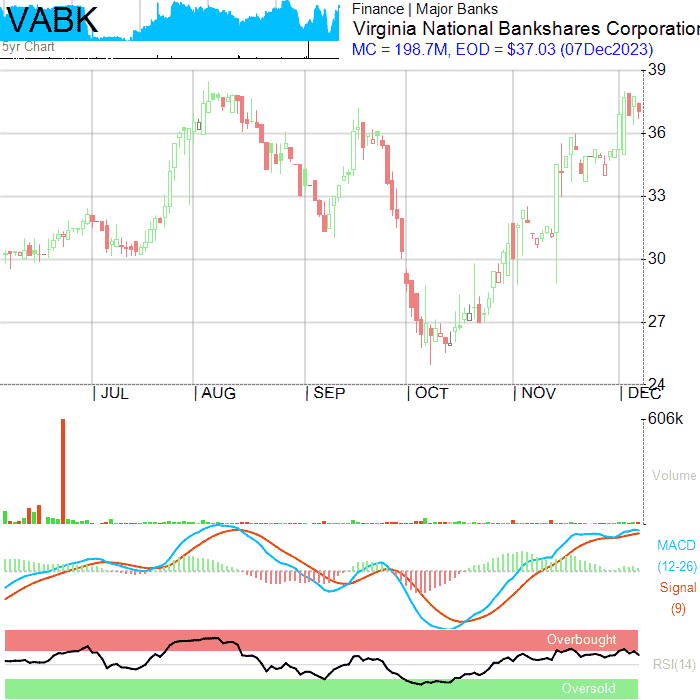 VABK
5yr Chart
Finance | Major Banks
Virginia National Bankshares Corporation
MC = 198.7M, EOD = $37.03 (07Dec2023)
39
36
33
30
27
24
| JUL | AUG | SEP | OCT | NOV | DEC
606k
Volume
MACD
(12-26)
Signal
(9)
Overbought
RSI(14)
Oversold